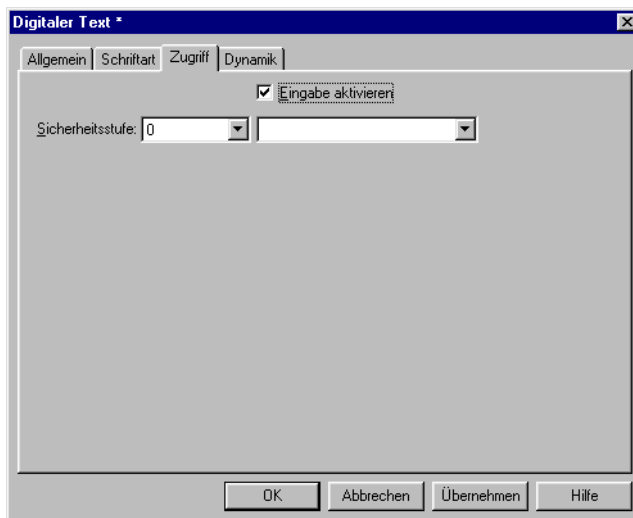 Digitaler Text *
Allgemein Schriftart Zugriff Dynamik
Eingabe aktivieren
Sicherheitsstufe: 0
OK Abbrechen Übernehmen Hilfe